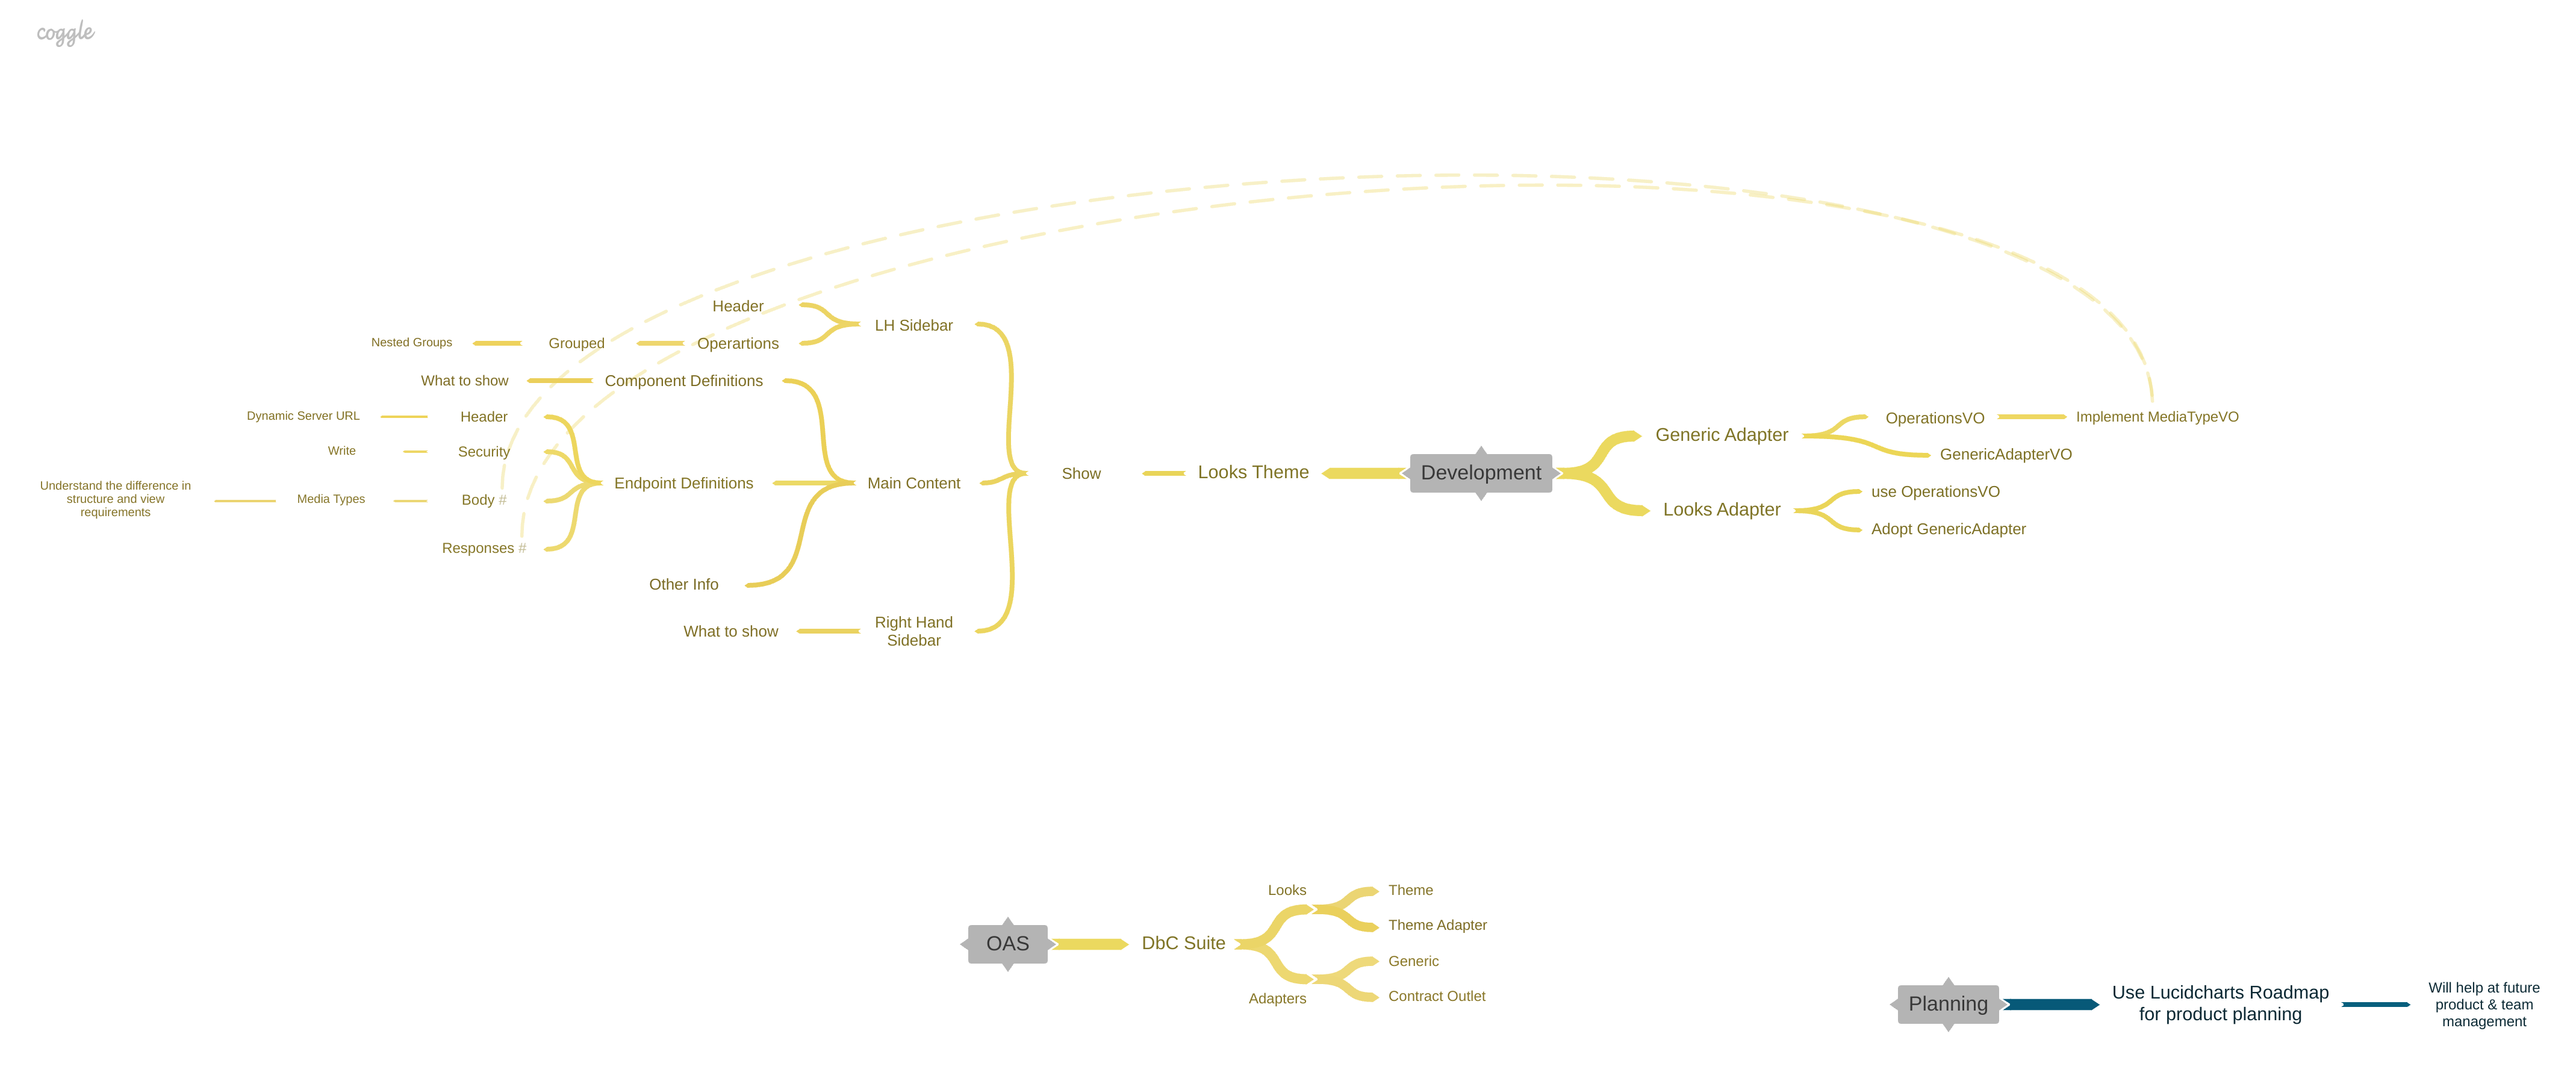 coggle
Header
LH Sidebar
Nested Groups
Grouped
Operartions
What to show
Component Definitions
Dynamic Server URL
Header
Write
Security
Understand the difference in
structure and view
requirements
Media Types
Body #
Responses #
Endpoint Definitions
Main Content
Other Info
What to show
Right Hand
Sidebar
Show
Looks Theme
Development
Generic Adapter
OperationsVO
Implement MediaTypeVO
GenericAdapterVO
Looks Adapter
use OperationsVO
Adopt GenericAdapter
OAS
DbC Suite
Looks
Theme
Theme Adapter
Adapters
Generic
Contract Outlet
Planning
Use Lucidcharts Roadmap
for product planning
Will help at future
product & team
management